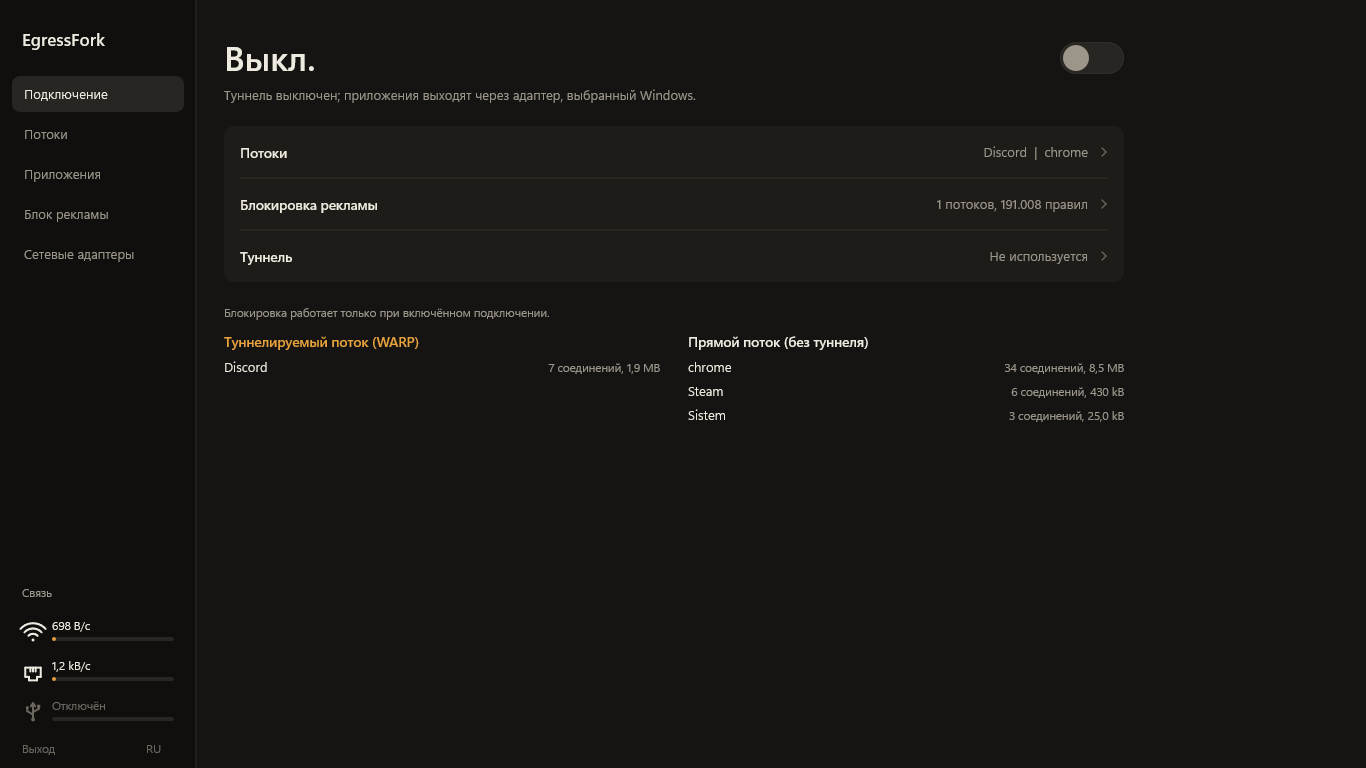 EgressFork
Подключение
Потоки
Приложения
Блок рекламы
Сетевые адаптеры
Связь
698 B/c
1,2 kB/c
Отключён
Выход RU
Выкл.
Туннель выключен; приложения выходят через адаптер, выбранный Windows.
Потоки Discord | chrome
Блокировка рекламы 1 потоков, 191.008 правил
Туннель Не используется
Блокировка работает только при включённом подключении.
Туннелируемый поток (WARP)
Discord 7 соединений, 1,9 MB
Прямой поток (без туннеля)
chrome 34 соединений, 8,5 MB
Steam 6 соединений, 430 kB
Sistem 3 соединений, 25,0 kB